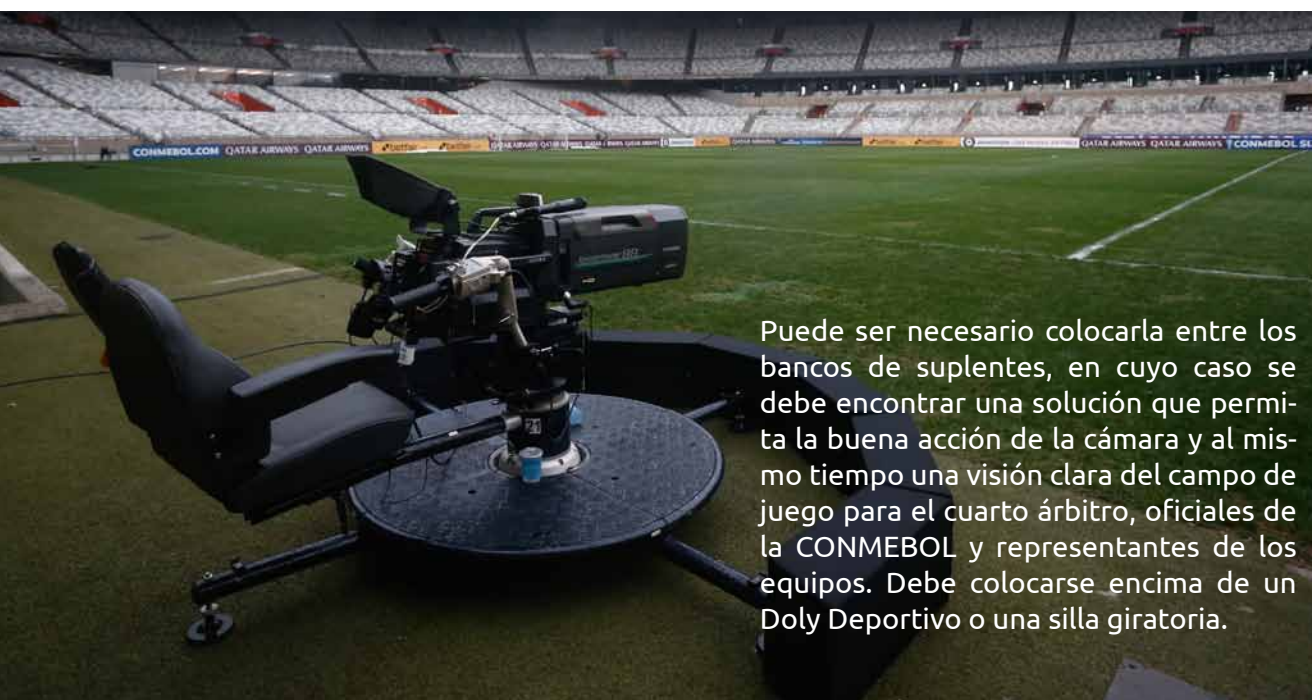 CONMEBOL.COM QATAR AIRWAYS QATAR AIRWAYS betfair betfair QATAR AIRWAYS QATAR AIRWAYS CONMEBOL
21
Puede ser necesario colocarla entre los
bancos de suplentes, en cuyo caso se
debe encontrar una solución que permi-
ta la buena acción de la cámara y al mis-
mo tiempo una visión clara del campo de
juego para el cuarto árbitro, oficiales de
la CONMEBOL y representantes de los
equipos. Debe colocarse encima de un
Doly Deportivo o una silla giratoria.